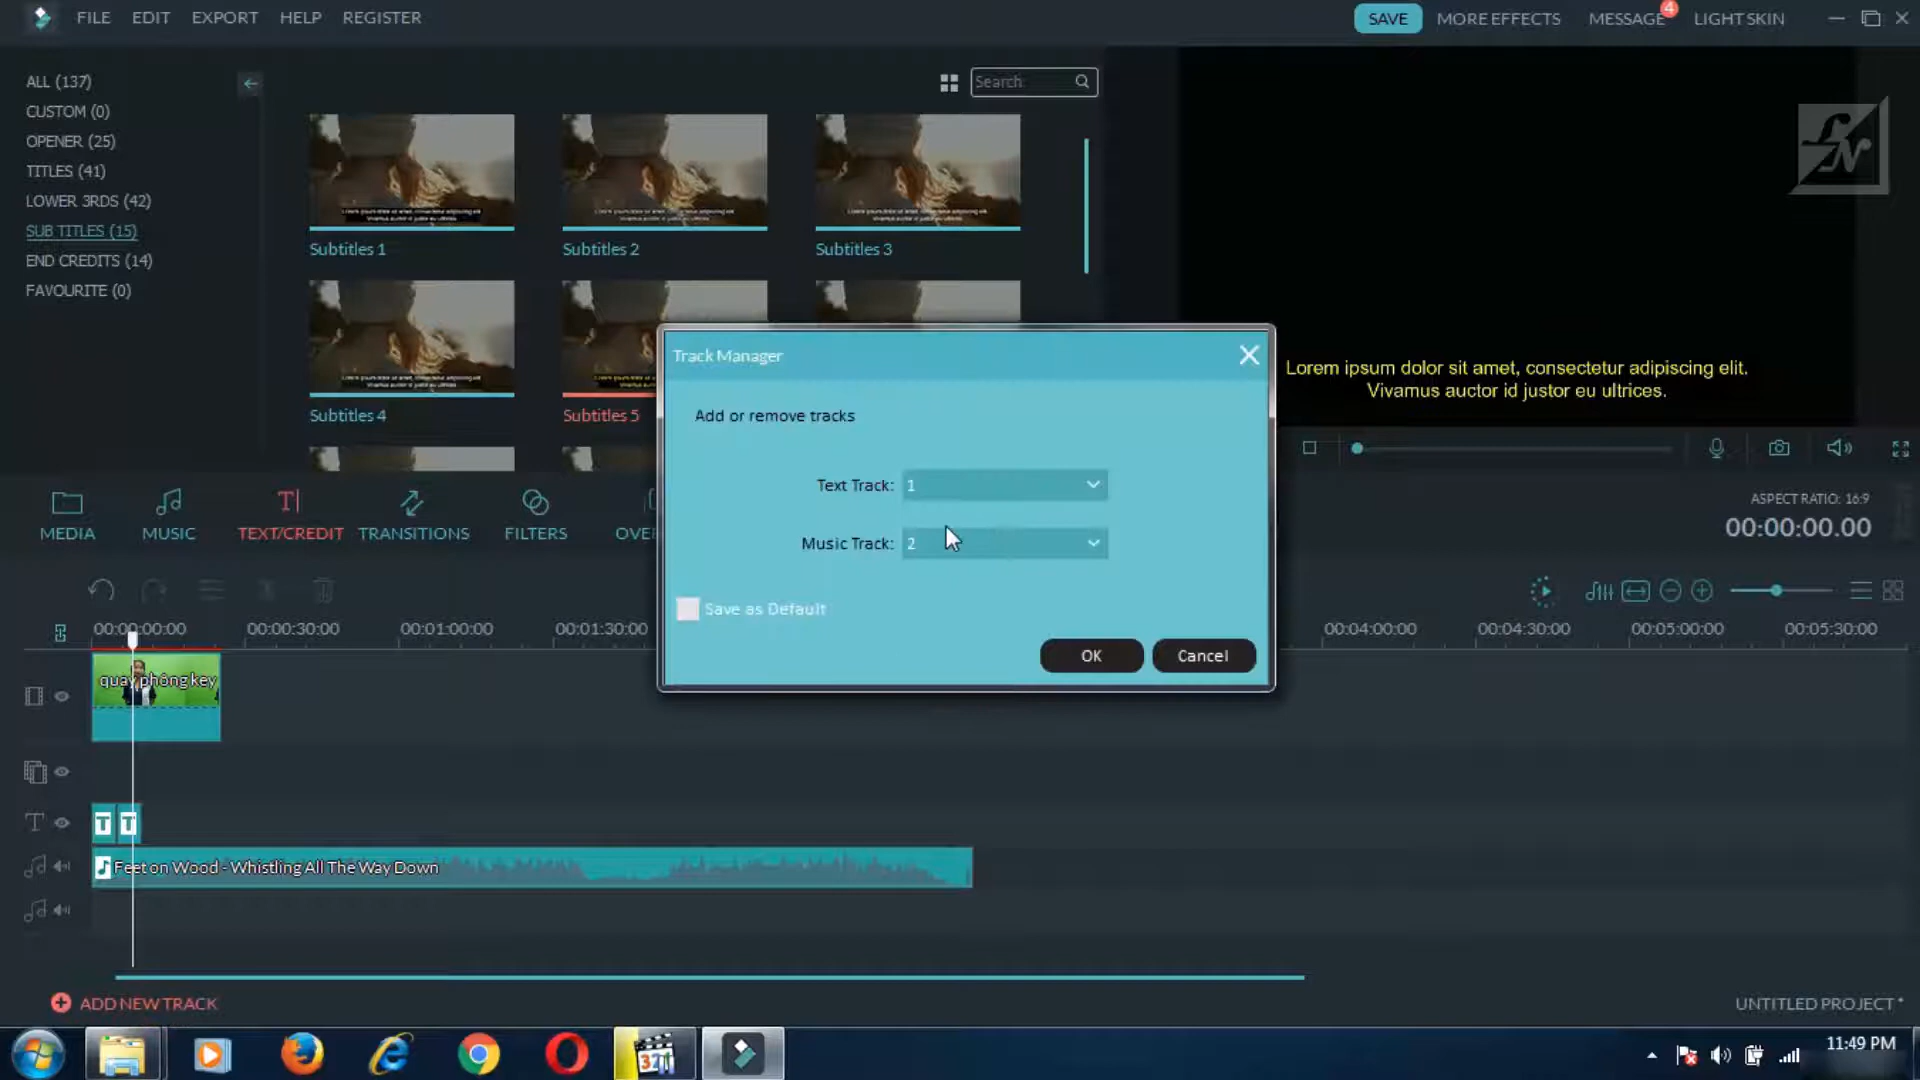 FILE EDIT EXPORT HELP REGISTER
SAVE MORE EFFECTS MESSAGE 4 LIGHT SKIN
ALL (137)
CUSTOM (0)
OPENER (25)
TITLES (41)
LOWER 3RDS (42)
SUB TITLES (15)
END CREDITS (14)
FAVOURITE (0)
Search
Subtitles 1 Subtitles 2 Subtitles 3
Subtitles 4 Subtitles 5
Lorem ipsum dolor sit amet, consectetur adipiscing elit.
Vivamus auctor id justor eu ultrices.
Track Manager
Add or remove tracks
Text Track: 1
Music Track: 2
Save as Default
OK Cancel
MEDIA MUSIC TEXT/CREDIT TRANSITIONS FILTERS
ASPECT RATIO: 16:9
00:00:00.00
00:00:00:00 00:00:30:00 00:01:00:00 00:01:30:00 00:04:00:00 00:04:30:00 00:05:00:00 00:05:30:00
quay phông key
T T
Feet on Wood - Whistling All The Way Down
ADD NEW TRACK
UNTITLED PROJECT *
321
11:49 PM